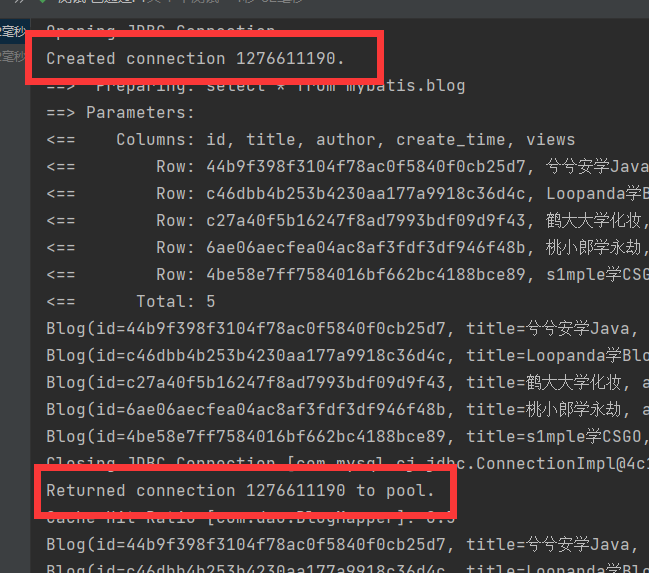 2毫秒
Opening JDBC Connection
Created connection 1276611190.
==> Preparing: select * from mybatis.blog
==> Parameters:
<== Columns: id, title, author, create_time, views
<== Row: 44b9f398f3104f78ac0f5840f0cb25d7, 兮兮安学Java,
<== Row: c46dbb4b253b4230aa177a9918c36d4c, Loopanda学B
<== Row: c27a40f5b16247f8ad7993bdf09d9f43, 鹤大大学化妆,
<== Row: 6ae06aecfea04ac8af3fdf3df946f48b, 桃小郎学永劫,
<== Row: 4be58e7ff7584016bf662bc4188bce89, s1mple学CSGO
<== Total: 5
Blog(id=44b9f398f3104f78ac0f5840f0cb25d7, title=兮兮安学Java,
Blog(id=c46dbb4b253b4230aa177a9918c36d4c, title=Loopanda学Blo
Blog(id=c27a40f5b16247f8ad7993bdf09d9f43, title=鹤大大学化妆, a
Blog(id=6ae06aecfea04ac8af3fdf3df946f48b, title=桃小郎学永劫, a
Blog(id=4be58e7ff7584016bf662bc4188bce89, title=s1mple学CSGO,
Closing JDBC Connection [com.mysql.cj.jdbc.ConnectionImpl@4c1
Returned connection 1276611190 to pool.
Cache Hit Ratio [com.dao.BlogMapper]: 0.5
Blog(id=44b9f398f3104f78ac0f5840f0cb25d7, title=兮兮安学Java,
Blog(id=c46dbb4b253b4230aa177a9918c36d4c, title=Loopanda学Blo